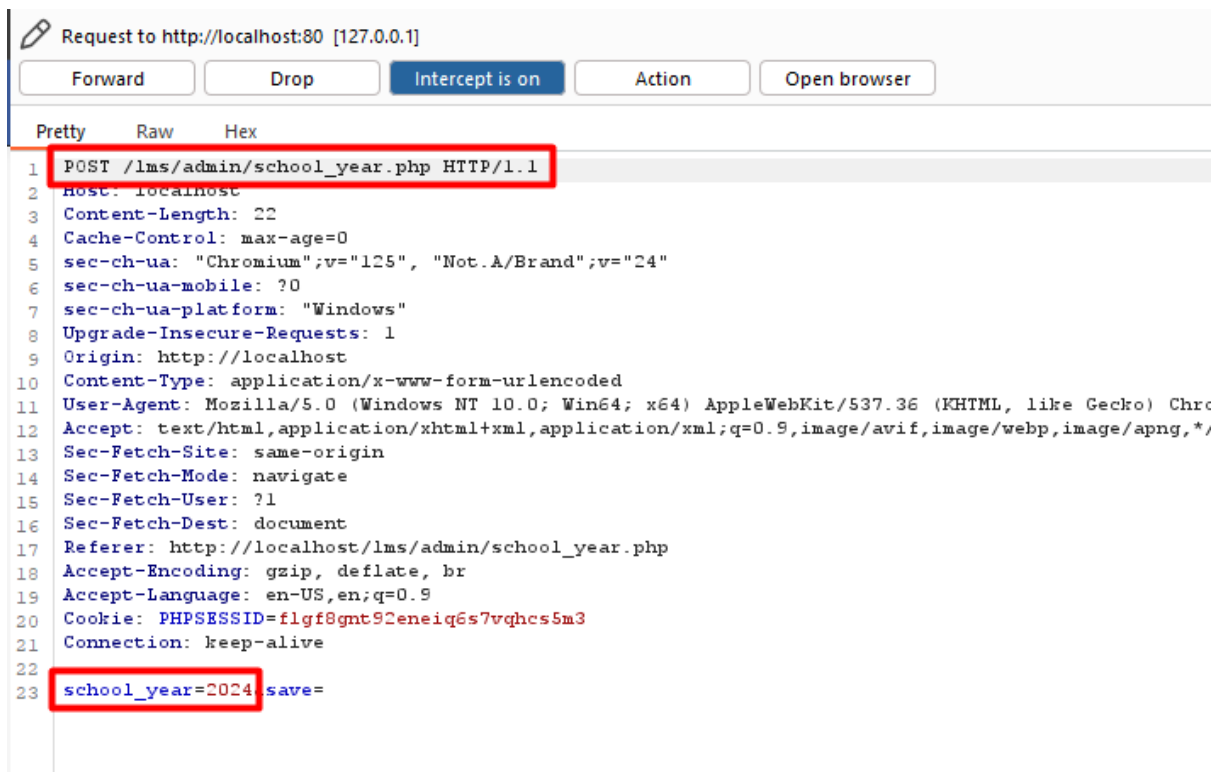 Request to http://localhost:80 [127.0.0.1]
Forward Drop Intercept is on Action Open browser
Pretty Raw Hex
1 POST /lms/admin/school_year.php HTTP/1.1
2 Host: localhost
3 Content-Length: 22
4 Cache-Control: max-age=0
5 sec-ch-ua: "Chromium";v="125", "Not.A/Brand";v="24"
6 sec-ch-ua-mobile: ?0
7 sec-ch-ua-platform: "Windows"
8 Upgrade-Insecure-Requests: 1
9 Origin: http://localhost
10 Content-Type: application/x-www-form-urlencoded
11 User-Agent: Mozilla/5.0 (Windows NT 10.0; Win64; x64) AppleWebKit/537.36 (KHTML, like Gecko) Chro
12 Accept: text/html,application/xhtml+xml,application/xml;q=0.9,image/avif,image/webp,image/apng,*/
13 Sec-Fetch-Site: same-origin
14 Sec-Fetch-Mode: navigate
15 Sec-Fetch-User: ?1
16 Sec-Fetch-Dest: document
17 Referer: http://localhost/lms/admin/school_year.php
18 Accept-Encoding: gzip, deflate, br
19 Accept-Language: en-US,en;q=0.9
20 Cookie: PHPSESSID=flgf8gnt92eneiq6s7vqhcs5m3
21 Connection: keep-alive
22
23 school_year=2024 save=